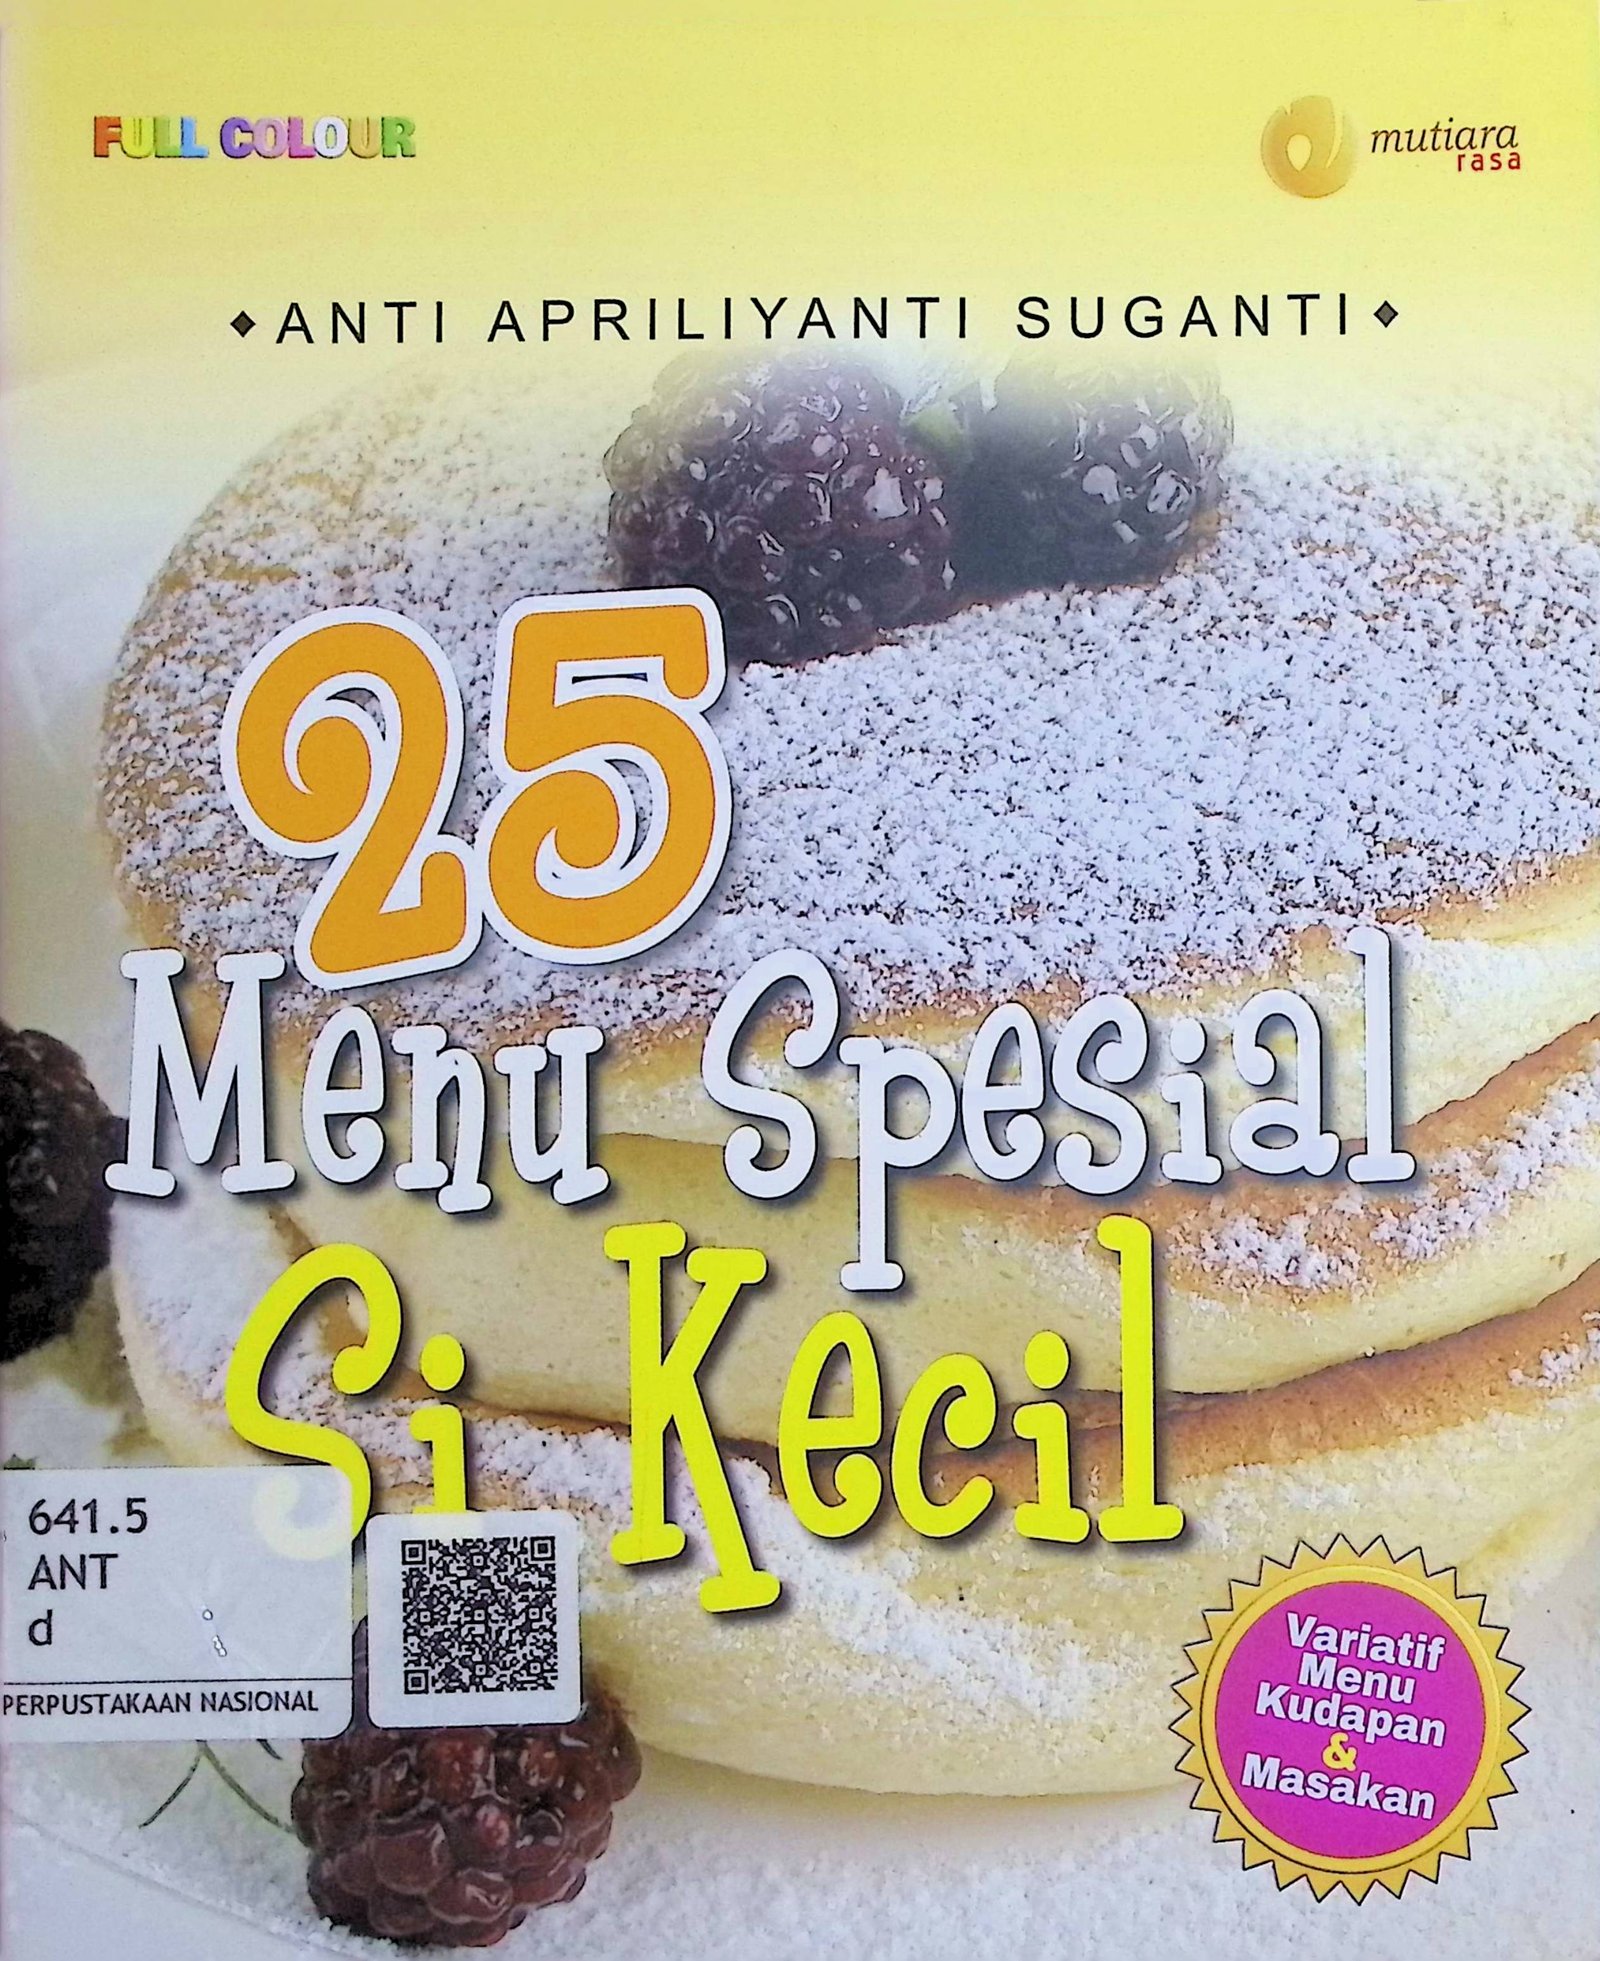 FULL COLOUR
mutiara
rasa
ANTI APRILIYANTI SUGANTI
25
Menu Spesial
Si Kecil
641.5
ANT
d
PERPUSTAKAAN NASIONAL
Variatif
Menu
Kudapan
&
Masakan